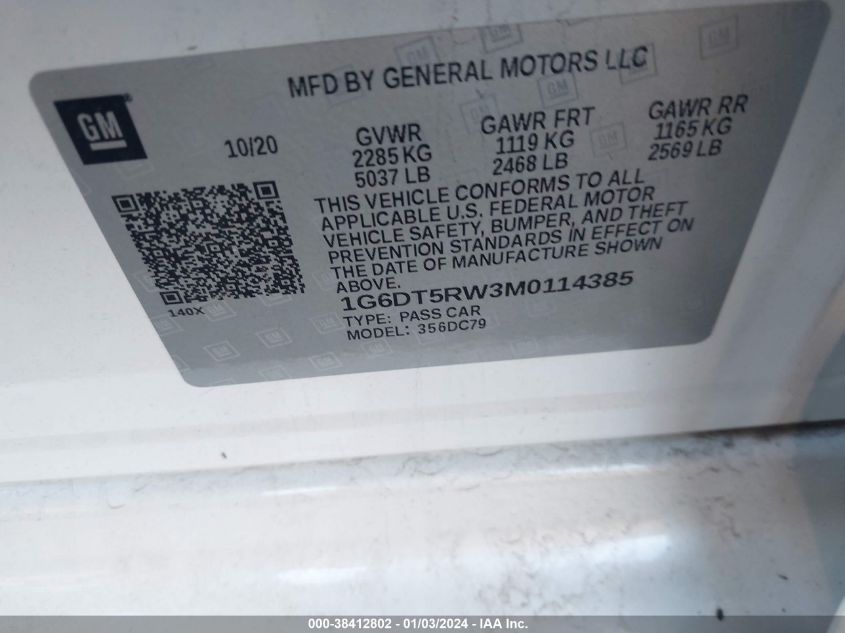 MFD BY GENERAL MOTORS LLC
GM
10/20
GVWR
2285 KG
5037 LB
GAWR FRT
1119 KG
2468 LB
GAWR RR
1165 KG
2569 LB
THIS VEHICLE CONFORMS TO ALL
APPLICABLE U.S. FEDERAL MOTOR
VEHICLE SAFETY, BUMPER, AND THEFT
PREVENTION STANDARDS IN EFFECT ON
THE DATE OF MANUFACTURE SHOWN
ABOVE.
140X
1G6DT5RW3M0114385
TYPE: PASS CAR
MODEL: 356DC79
000-38412802 - 01/03/2024 - IAA Inc.